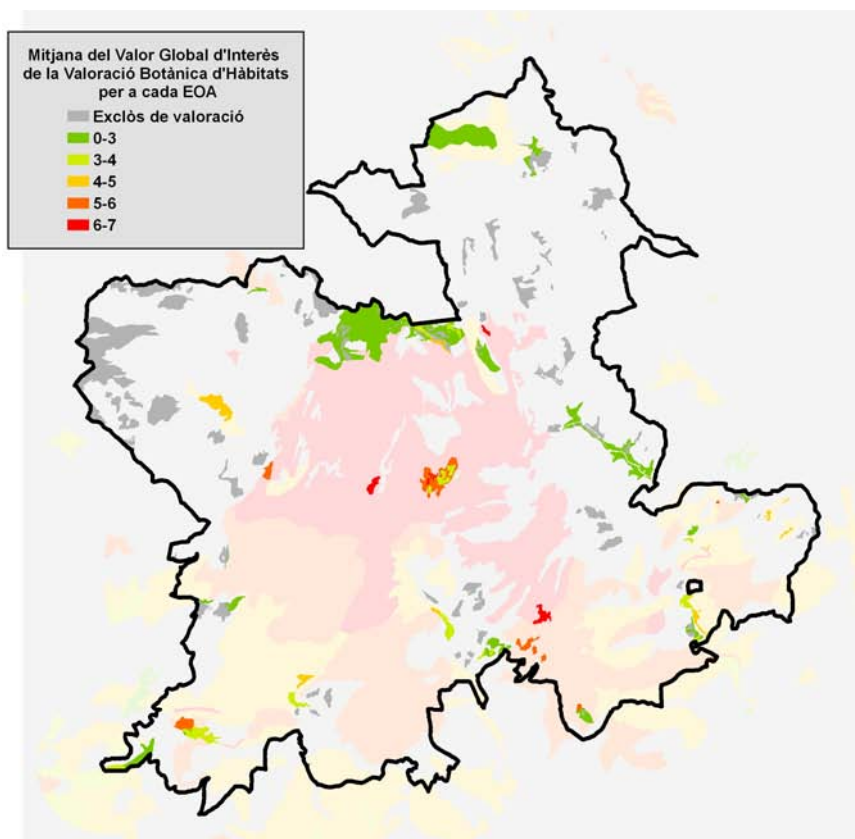 Mitjana del Valor Global d'Interès
de la Valoració Botànica d'Hàbitats
per a cada EOA
Exclòs de valoració
0-3
3-4
4-5
5-6
6-7